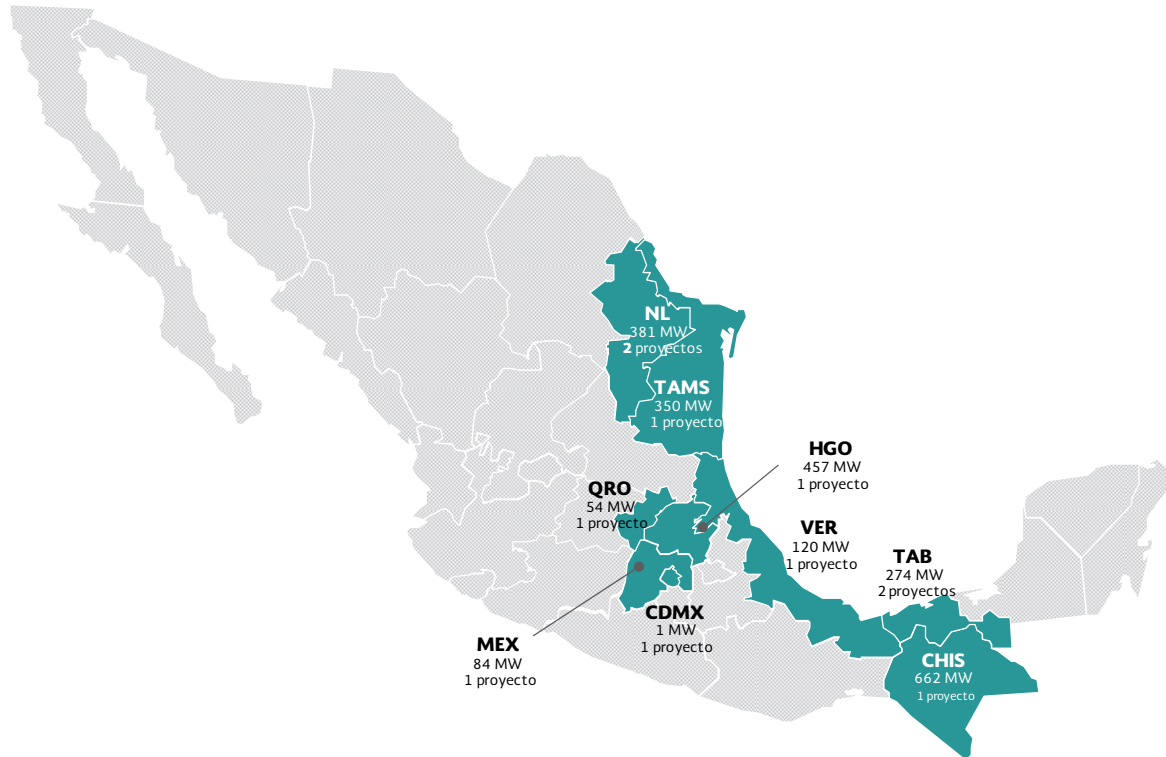 NL
381 MW
2 proyectos
TAMS
350 MW
1 proyecto
HGO
457 MW
1 proyecto
QRO
54 MW
1 proyecto
VER
120 MW
1 proyecto
TAB
274 MW
2 proyectos
CDMX
1 MW
1 proyecto
MEX
84 MW
1 proyecto
CHIS
662 MW
1 proyecto